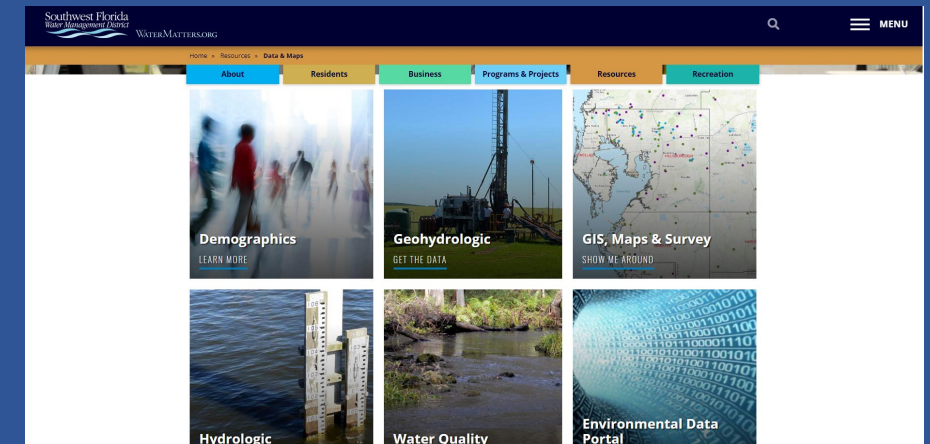 Southwest Florida
Water Management District
WATERMATTERS.ORG
MENU
Home » Resources » Data & Maps
About
Residents
Business
Programs & Projects
Resources
Recreation
Demographics
LEARN MORE
Geohydrologic
GET THE DATA
GIS, Maps & Survey
SHOW ME AROUND
Hydrologic
Water Quality
Environmental Data
Portal